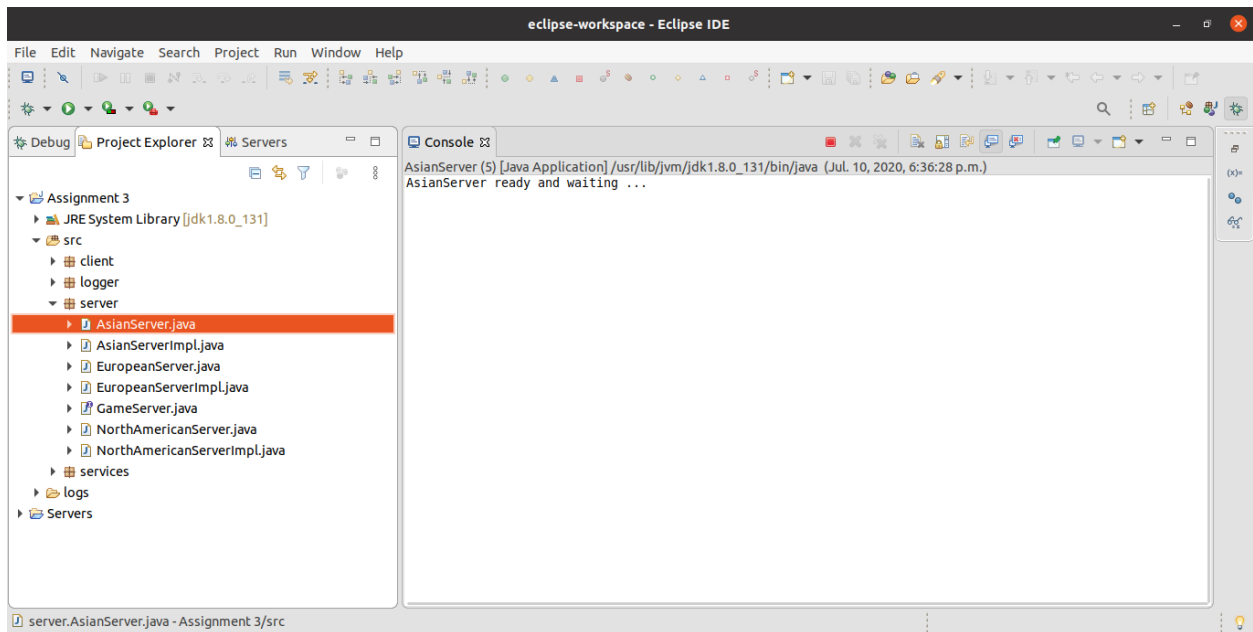 eclipse-workspace - Eclipse IDE
File Edit Navigate Search Project Run Window Help
Debug Project Explorer Servers
Console
AsianServer (5) [Java Application] /usr/lib/jvm/jdk1.8.0_131/bin/java (Jul. 10, 2020, 6:36:28 p.m.)
AsianServer ready and waiting ...
Assignment 3
JRE System Library [jdk1.8.0_131]
src
client
logger
server
AsianServer.java
AsianServerImpl.java
EuropeanServer.java
EuropeanServerImpl.java
GameServer.java
NorthAmericanServer.java
NorthAmericanServerImpl.java
services
logs
Servers
(x)=
server.AsianServer.java - Assignment 3/src